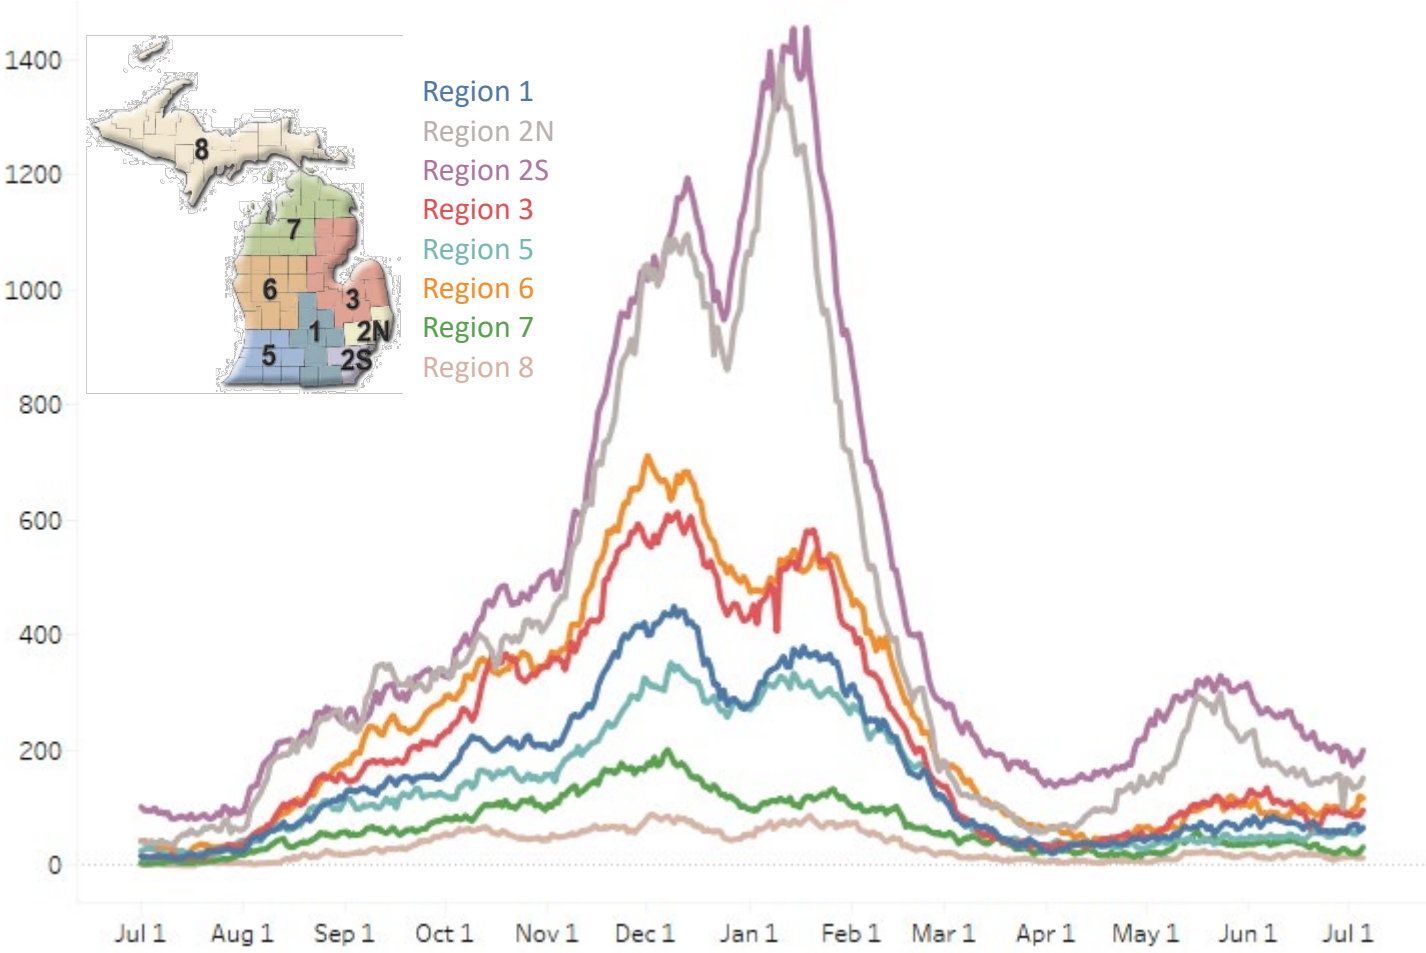 1400
1200
1000
800
600
400
200
0
8
7
6
3
1
2N
5
2S
Region 1
Region 2N
Region 2S
Region 3
Region 5
Region 6
Region 7
Region 8
Jul 1 Aug 1 Sep 1 Oct 1 Nov 1 Dec 1 Jan 1 Feb 1 Mar 1 Apr 1 May 1 Jun 1 Jul 1